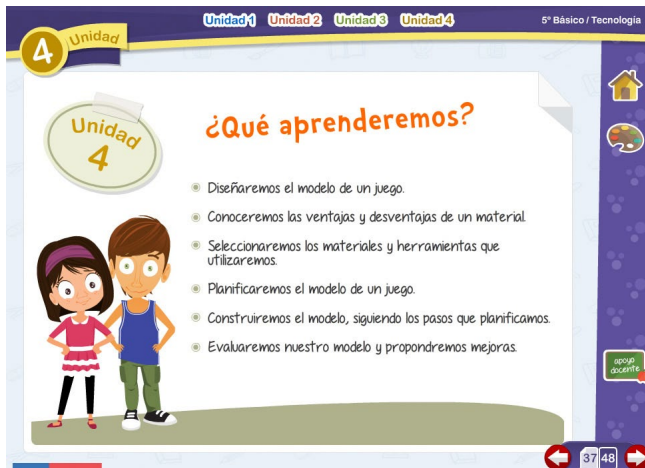 Unidad 1 Unidad 2 Unidad 3 Unidad 4
5º Básico / Tecnología
4 Unidad
Unidad
4
¿Qué aprenderemos?
Diseñaremos el modelo de un juego.
Conoceremos las ventajas y desventajas de un material.
Seleccionaremos los materiales y herramientas que
utilizaremos.
Planificaremos el modelo de un juego.
Construiremos el modelo, siguiendo los pasos que planificamos.
Evaluaremos nuestro modelo y propondremos mejoras.
apoyo
docente
37 48